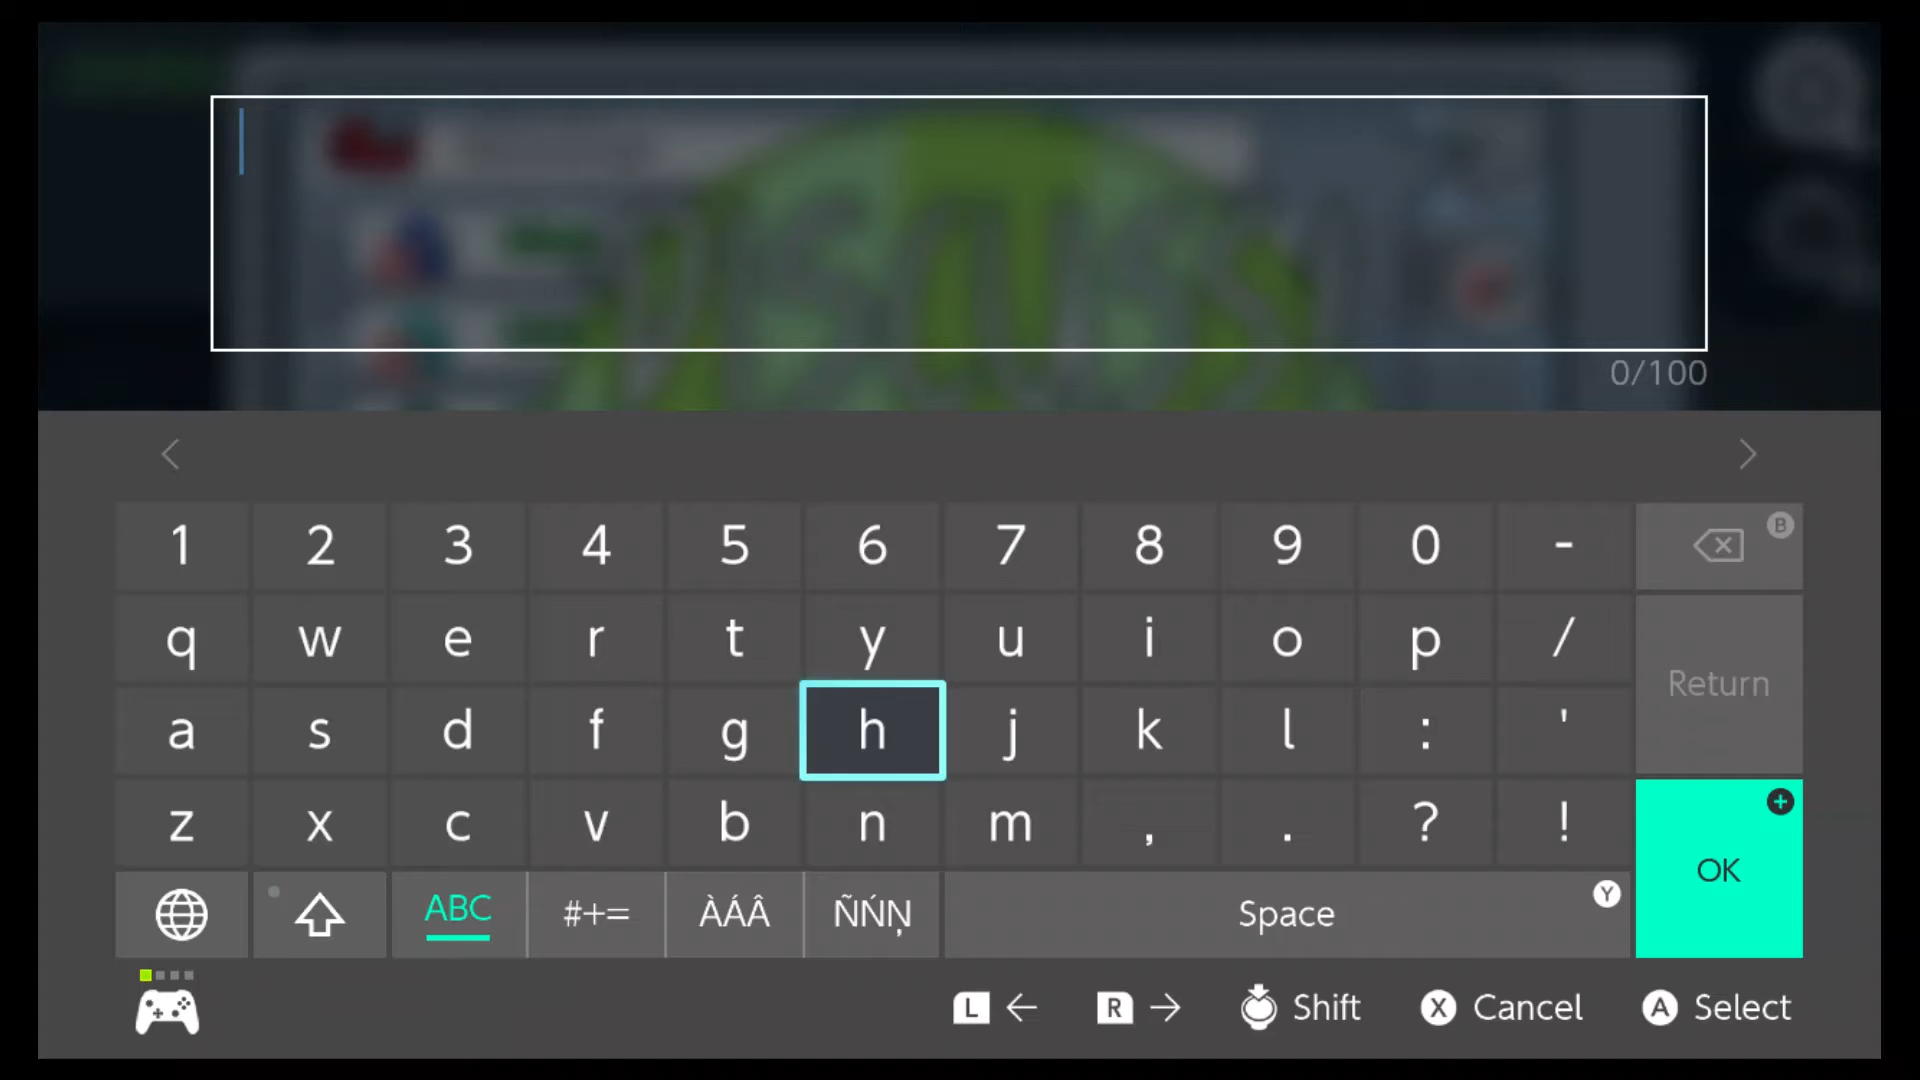 0/100
1 2 3 4 5 6 7 8 9 0 - B
q w e r t y u i o p / Return
a s d f g h j k l : '
z x c v b n m , . ? ! + OK
ABC #+= ÀÁÂ ÑŃŅ Space Y
L ← R → Shift X Cancel A Select